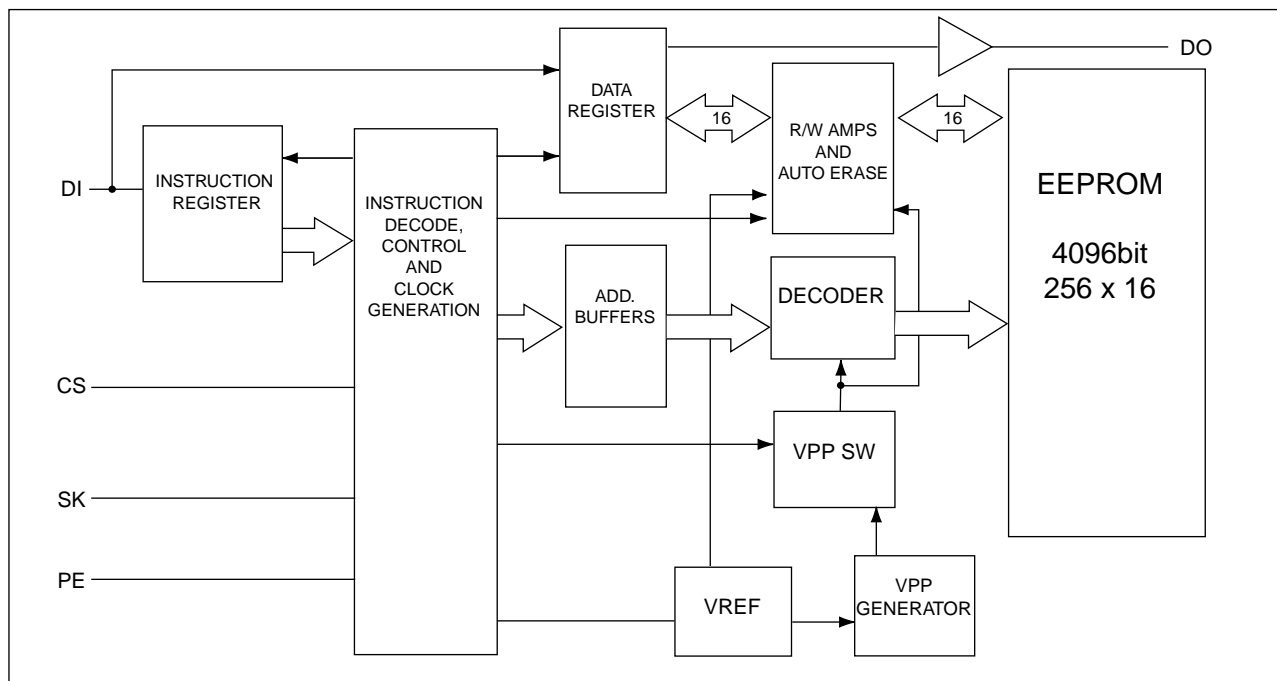 DO
DATA
REGISTER
16
R/W AMPS
AND
AUTO ERASE
16
EEPROM
4096bit
256 x 16
DI
INSTRUCTION
REGISTER
INSTRUCTION
DECODE,
CONTROL
AND
CLOCK
GENERATION
ADD.
BUFFERS
DECODER
CS
VPP SW
SK
PE
VREF
VPP
GENERATOR